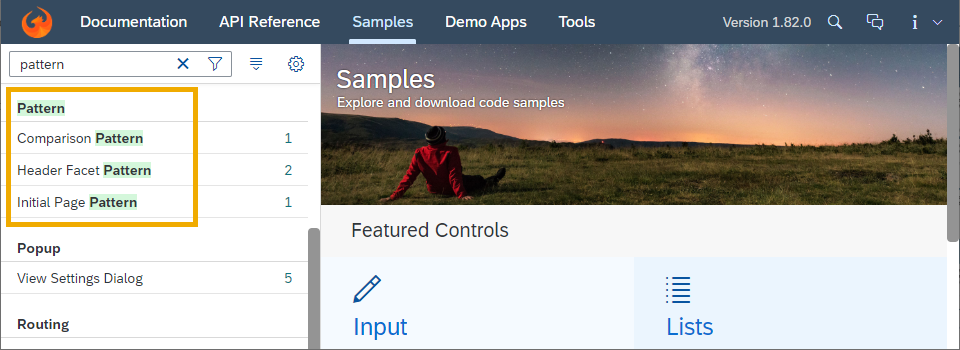 Documentation API Reference Samples Demo Apps Tools Version 1.82.0
pattern
Pattern
Comparison Pattern 1
Header Facet Pattern 2
Initial Page Pattern 1
Popup
View Settings Dialog 5
Routing
Samples
Explore and download code samples
Featured Controls
Input
Lists